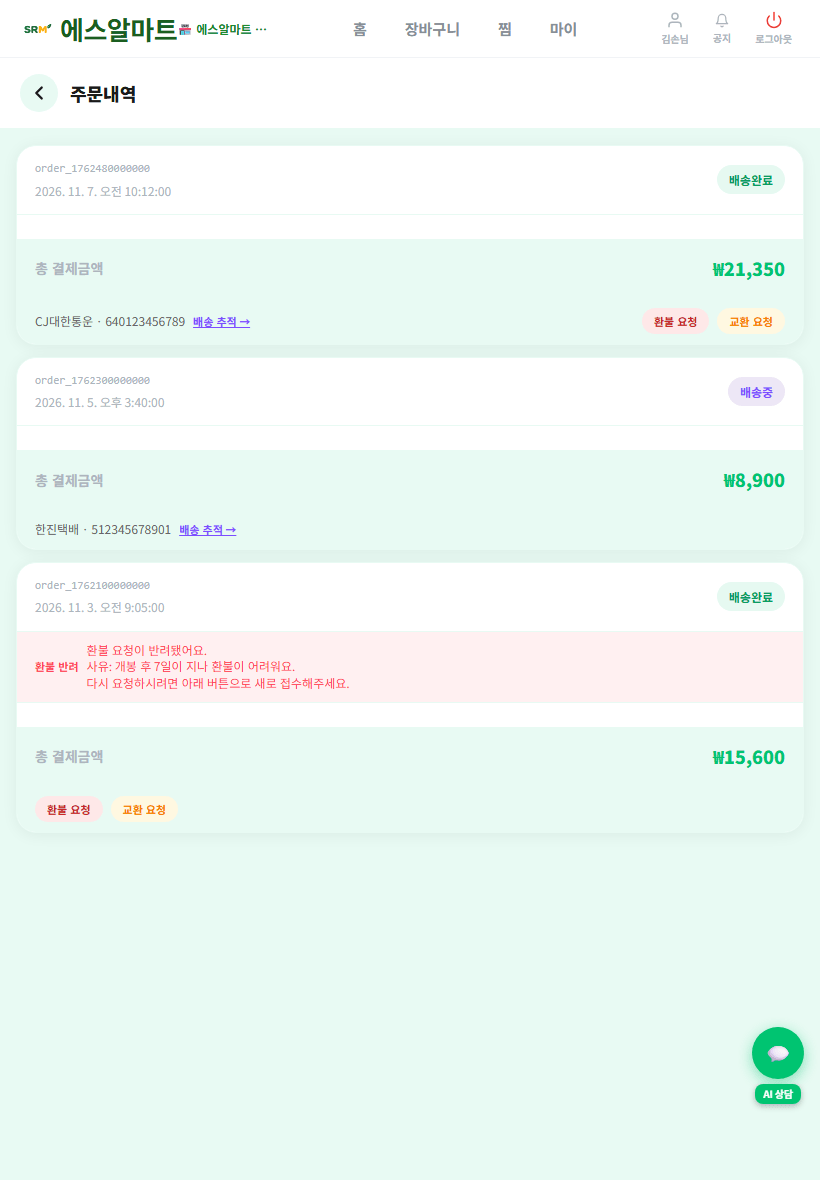 SRM 에스알마트 에스알마트 ⋯
홈 장바구니 찜 마이
김손님 공지 로그아웃
주문내역
order_1762480000000
2026. 11. 7. 오전 10:12:00
배송완료
총 결제금액 ₩21,350
CJ대한통운 · 640123456789 배송 추적 → 환불 요청 교환 요청
order_1762300000000
2026. 11. 5. 오후 3:40:00
배송중
총 결제금액 ₩8,900
한진택배 · 512345678901 배송 추적 →
order_1762100000000
2026. 11. 3. 오전 9:05:00
배송완료
환불 반려
환불 요청이 반려됐어요.
사유: 개봉 후 7일이 지나 환불이 어려워요.
다시 요청하시려면 아래 버튼으로 새로 접수해주세요.
총 결제금액 ₩15,600
환불 요청 교환 요청
AI 상담